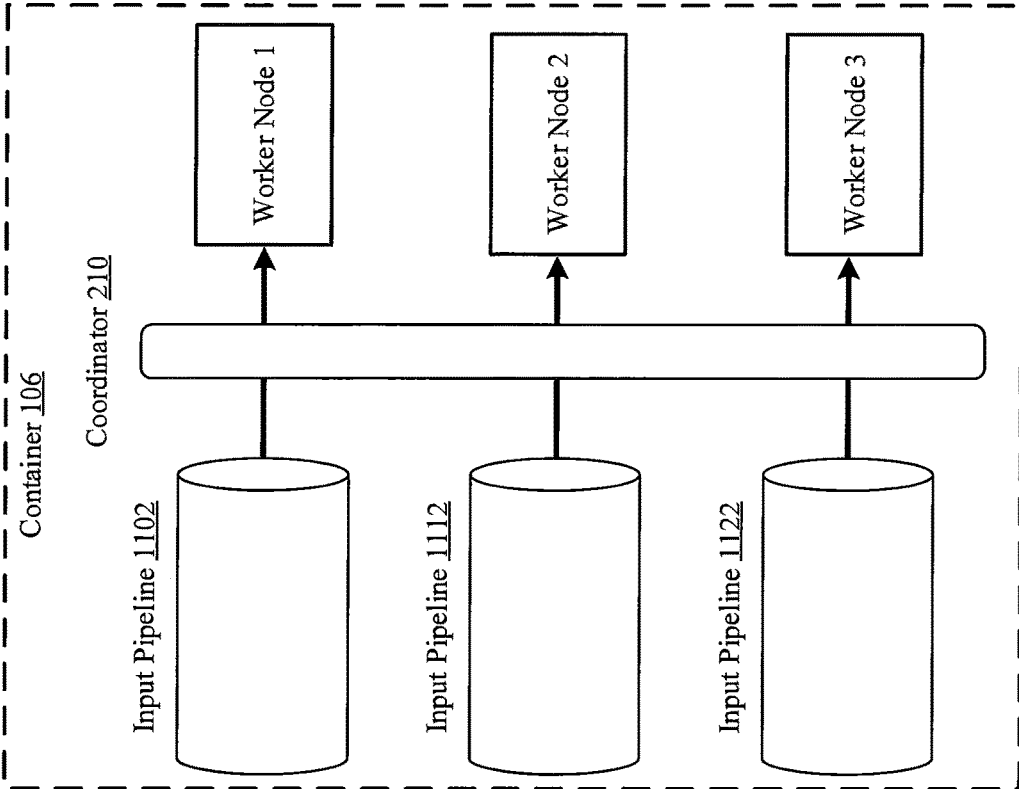 Container 106
Coordinator 210
Input Pipeline 1102
Worker Node 1
Input Pipeline 1112
Worker Node 2
Input Pipeline 1122
Worker Node 3